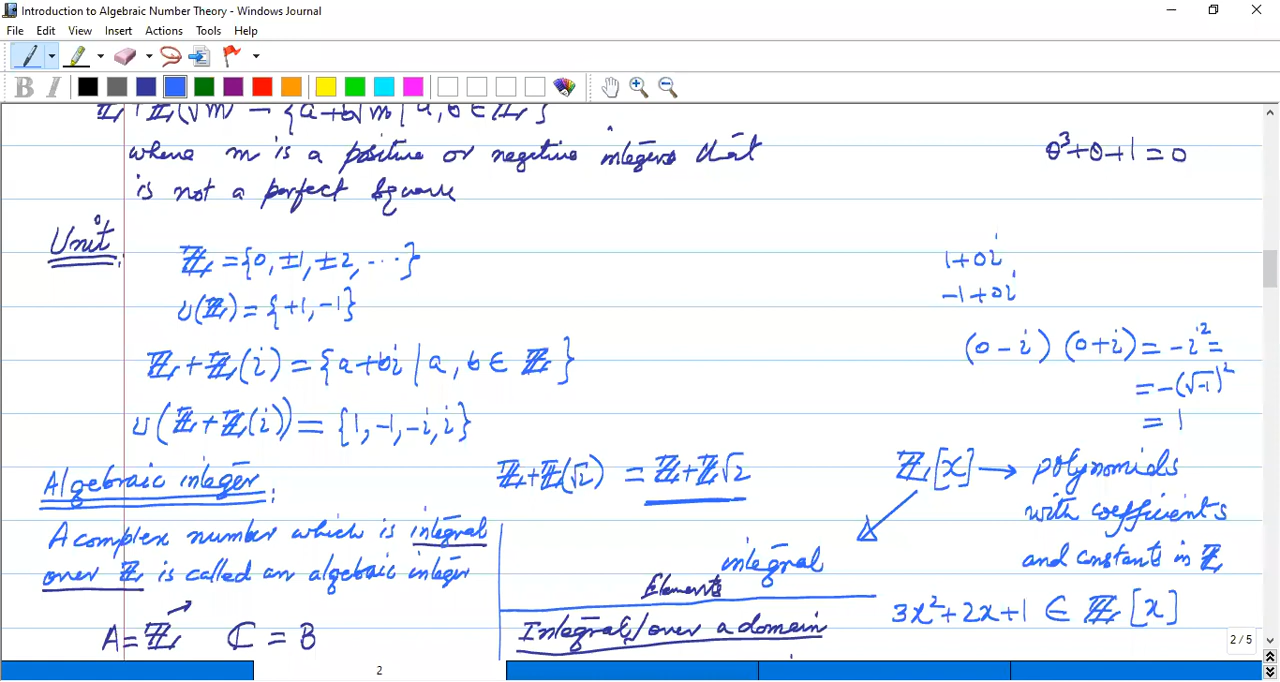 Introduction to Algebraic Number Theory - Windows Journal
File Edit View Insert Actions Tools Help
B I
ℤ + ℤ(√m) = {a+b√m | a, b ∈ ℤ}
where m is a positive or negative integers that
is not a perfect square
θ³+θ+1=0
Unit:
ℤ = {0, ±1, ±2, ...}
U(ℤ) = {+1, -1}
ℤ + ℤ(i) = {a+bi | a, b ∈ ℤ}
U(ℤ+ℤ(i)) = {1, -1, -i, i}
1+0i
-1+0i
(0-i) (0+i) = -i² =
= -(√-1)²
= 1
Algebraic integer:
A complex number which is integral
over ℤ is called an algebraic integer
A = ℤ ℂ = B
ℤ+ℤ(√2) = ℤ+ℤ√2
ℤ[x] → polynomials
with coefficients
and constants in ℤ
integral
3x²+2x+1 ∈ ℤ[x]
Elements
Integral/over a domain
2/5
2